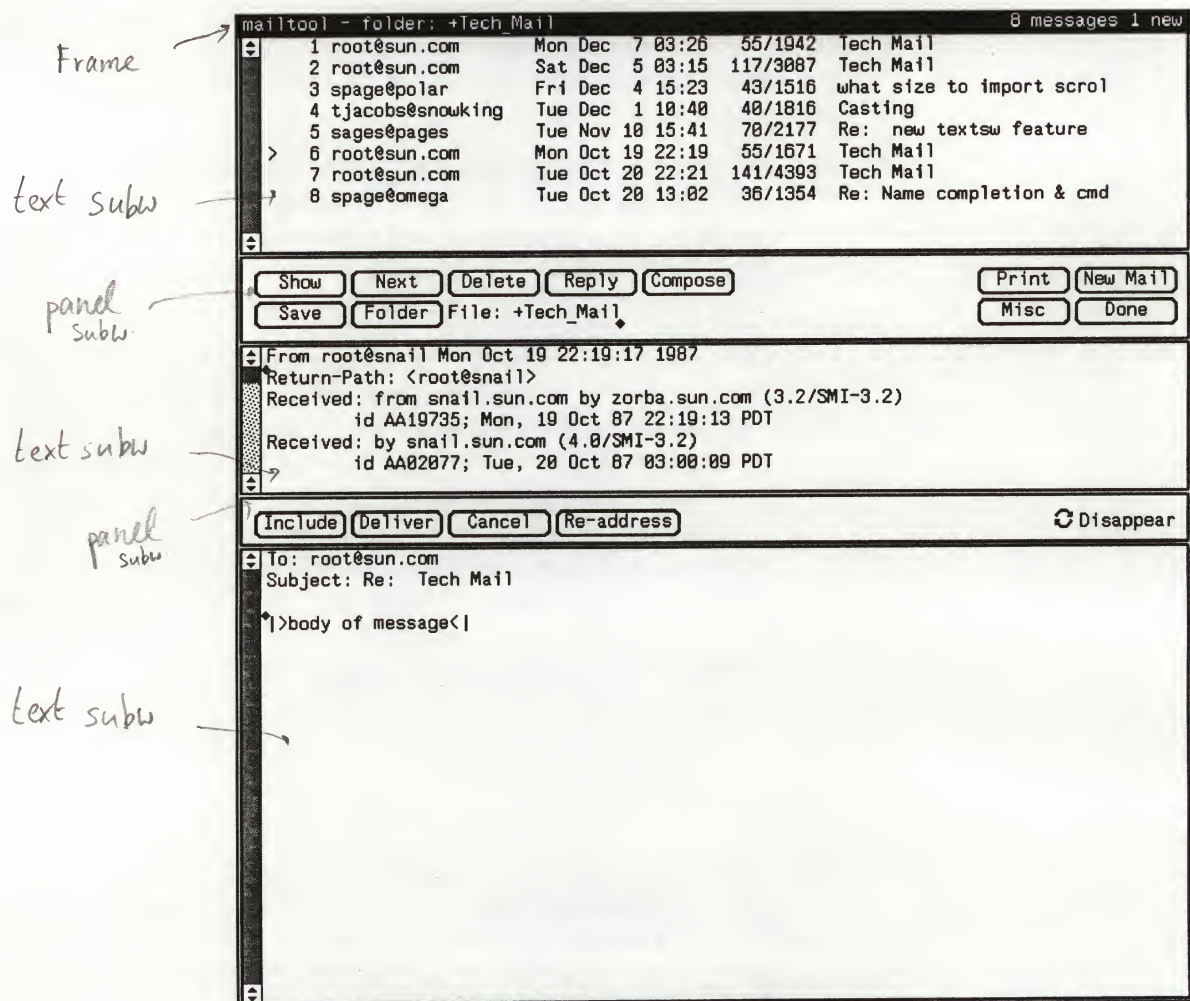 mailtool - folder: +Tech_Mail 8 messages 1 new
Frame
1 root@sun.com Mon Dec 7 03:26 55/1942 Tech Mail
2 root@sun.com Sat Dec 5 03:15 117/3087 Tech Mail
3 spage@polar Fri Dec 4 15:23 43/1516 what size to import scrol
4 tjacobs@snowking Tue Dec 1 10:40 40/1816 Casting
5 sages@pages Tue Nov 10 15:41 70/2177 Re: new textsw feature
> 6 root@sun.com Mon Oct 19 22:19 55/1671 Tech Mail
7 root@sun.com Tue Oct 20 22:21 141/4393 Tech Mail
text subw
8 spage@omega Tue Oct 20 13:02 36/1354 Re: Name completion & cmd
Show Next Delete Reply Compose Print New Mail
panel
subw
Save Folder File: +Tech_Mail Misc Done
From root@snail Mon Oct 19 22:19:17 1987
Return-Path: <root@snail>
Received: from snail.sun.com by zorba.sun.com (3.2/SMI-3.2)
id AA19735; Mon, 19 Oct 87 22:19:13 PDT
text subw
Received: by snail.sun.com (4.0/SMI-3.2)
id AA02077; Tue, 20 Oct 87 03:00:09 PDT
panel
subw
Include Deliver Cancel Re-address Disappear
To: root@sun.com
Subject: Re: Tech Mail
|>body of message<|
text subw